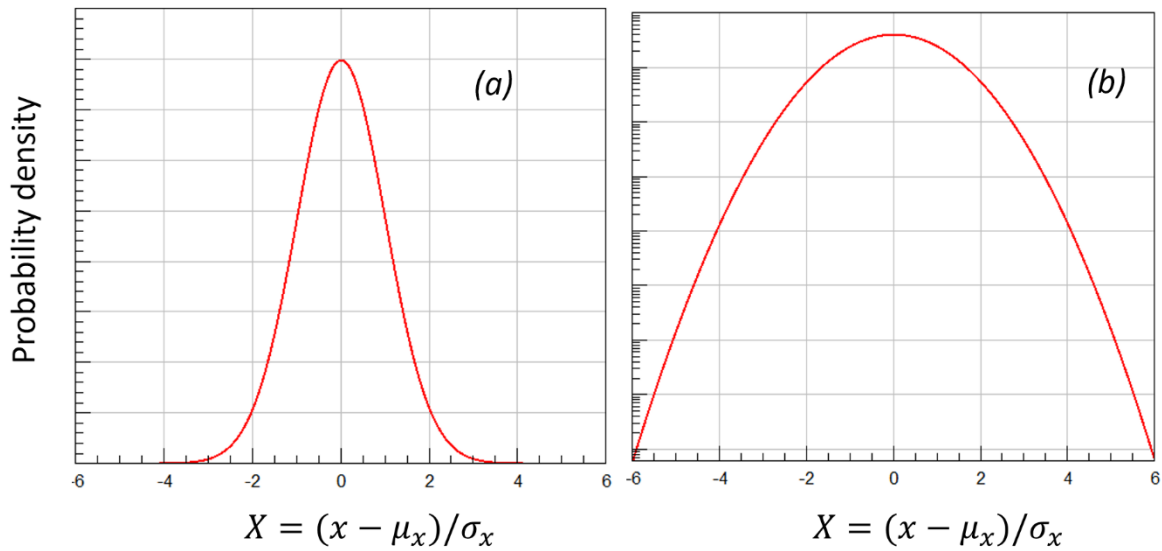 Probability density
(a)
-6 -4 -2 0 2 4 6
X = (x − μₓ)/σₓ
(b)
-6 -4 -2 0 2 4 6
X = (x − μₓ)/σₓ